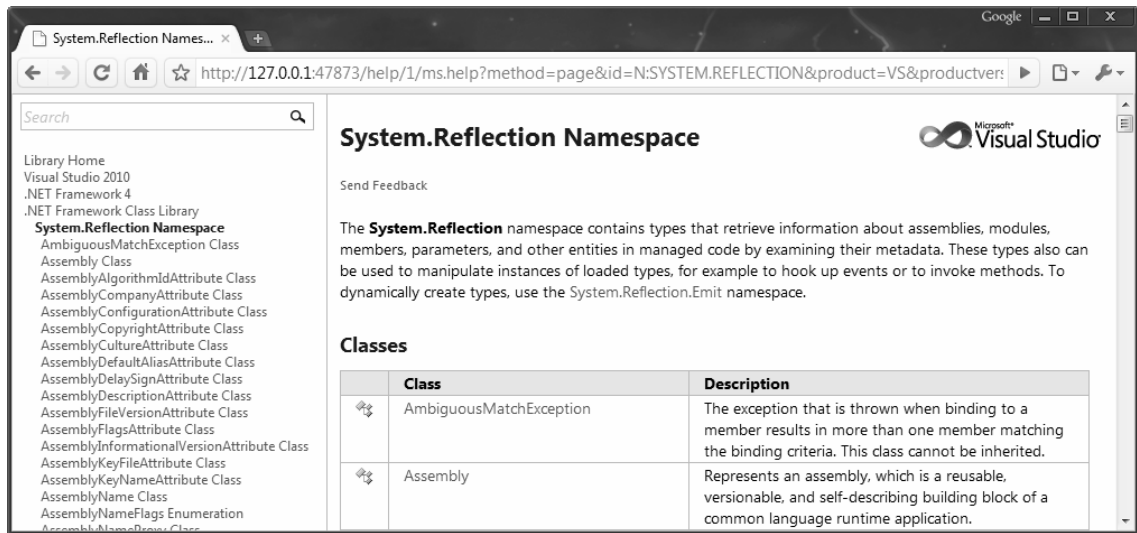 Google
System.Reflection Names...
http://127.0.0.1:47873/help/1/ms.help?method=page&id=N:SYSTEM.REFLECTION&product=VS&productvers
Search
Library Home
Visual Studio 2010
.NET Framework 4
.NET Framework Class Library
System.Reflection Namespace
AmbiguousMatchException Class
Assembly Class
AssemblyAlgorithmIdAttribute Class
AssemblyCompanyAttribute Class
AssemblyConfigurationAttribute Class
AssemblyCopyrightAttribute Class
AssemblyCultureAttribute Class
AssemblyDefaultAliasAttribute Class
AssemblyDelaySignAttribute Class
AssemblyDescriptionAttribute Class
AssemblyFileVersionAttribute Class
AssemblyFlagsAttribute Class
AssemblyInformationalVersionAttribute Class
AssemblyKeyFileAttribute Class
AssemblyKeyNameAttribute Class
AssemblyName Class
AssemblyNameFlags Enumeration
AssemblyNameProxy Class
System.Reflection Namespace
Microsoft
Visual Studio
Send Feedback
The System.Reflection namespace contains types that retrieve information about assemblies, modules,
members, parameters, and other entities in managed code by examining their metadata. These types also can
be used to manipulate instances of loaded types, for example to hook up events or to invoke methods. To
dynamically create types, use the System.Reflection.Emit namespace.
Classes
Class Description
AmbiguousMatchException The exception that is thrown when binding to a
member results in more than one member matching
the binding criteria. This class cannot be inherited.
Assembly Represents an assembly, which is a reusable,
versionable, and self-describing building block of a
common language runtime application.